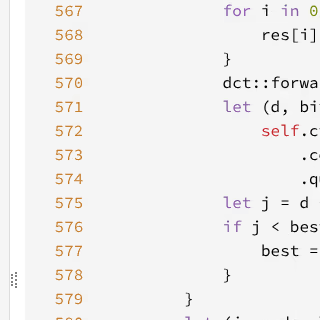 567 for i in 0
568 res[i]
569 }
570 dct::forwa
571 let (d, bi
572 self.c
573 .c
574 .q
575 let j = d
576 if j < bes
577 best =
578 }
579 }